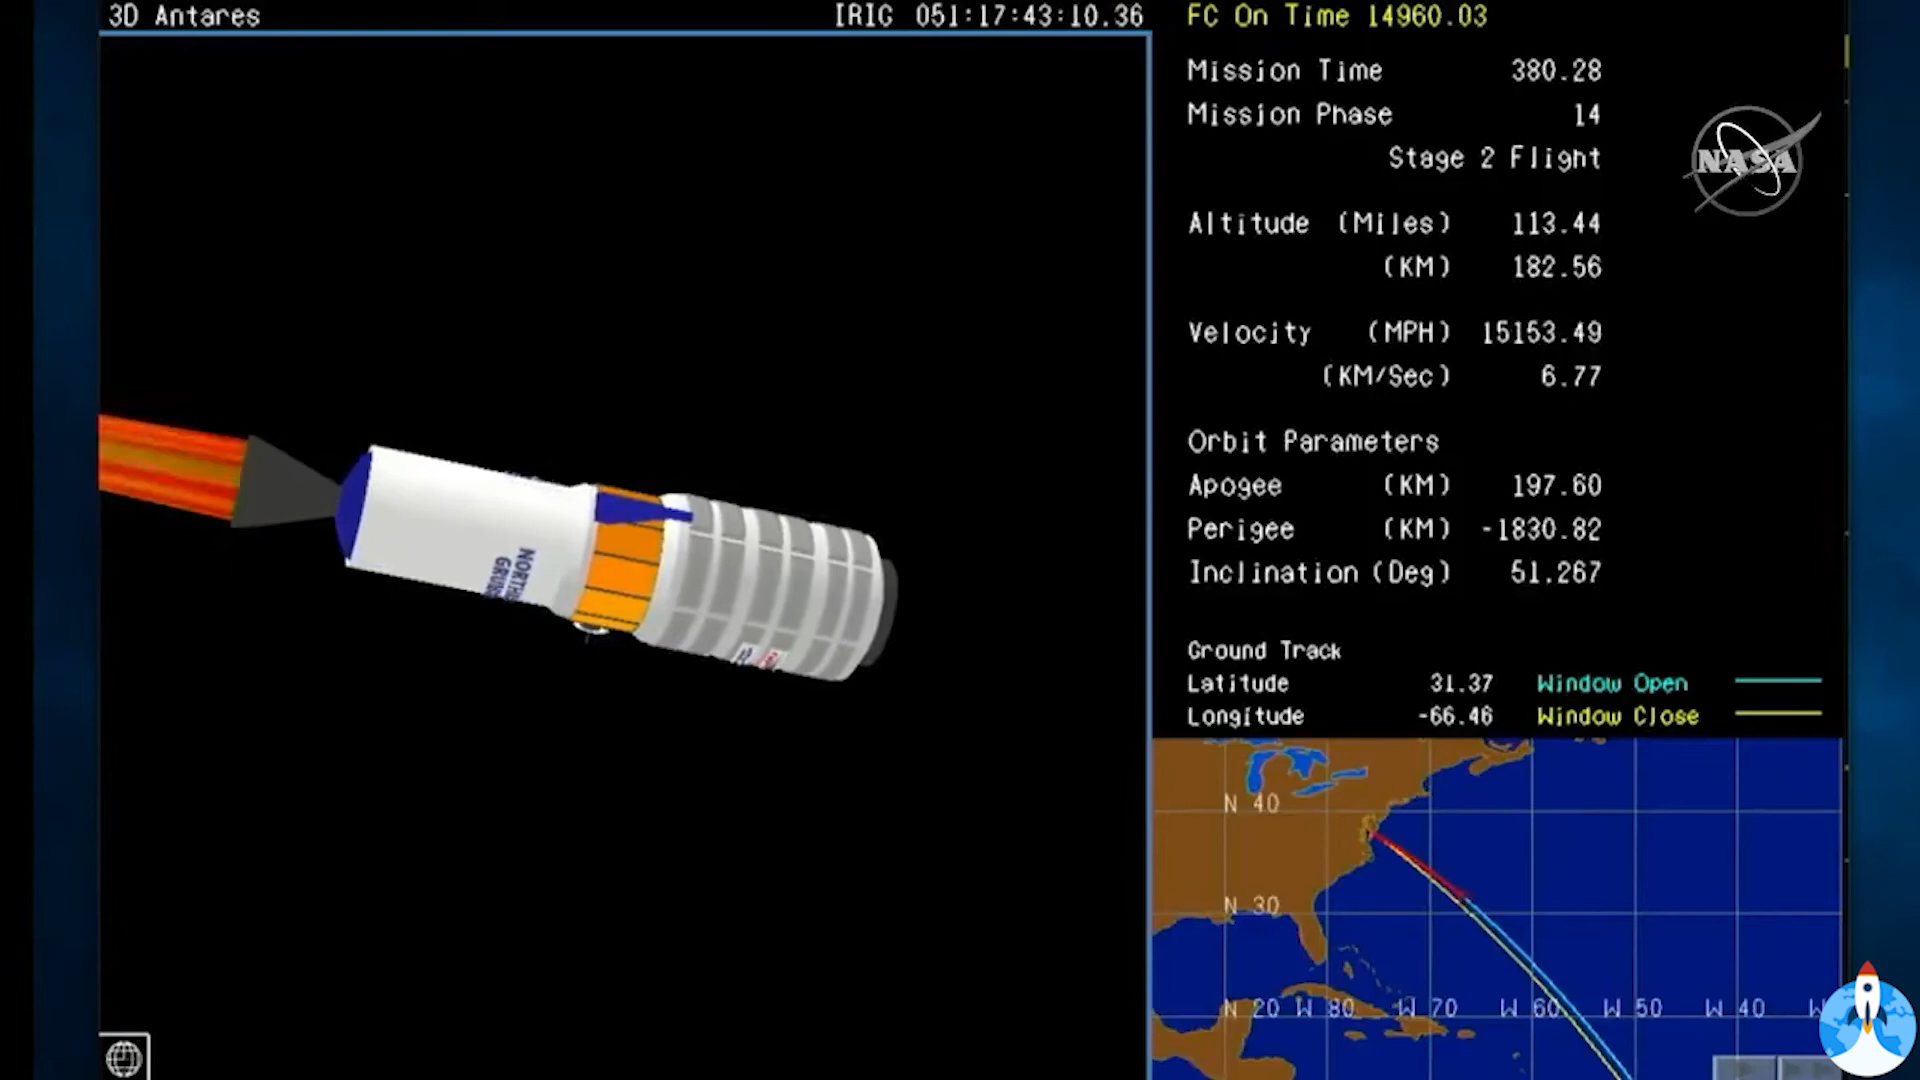 3D Antares
IRIG 051:17:43:10.36
FC On Time 14960.03
Mission Time 380.28
Mission Phase 14
Stage 2 Flight
NASA
Altitude (Miles) 113.44
(KM) 182.56
Velocity (MPH) 15153.49
(KM/Sec) 6.77
Orbit Parameters
Apogee (KM) 197.60
Perigee (KM) -1830.82
Inclination (Deg) 51.267
Ground Track
Latitude 31.37 Window Open
Longitude -66.46 Window Close
N 40
N 30
N 20 W 80 W 70 W 60 W 50 W 40 W